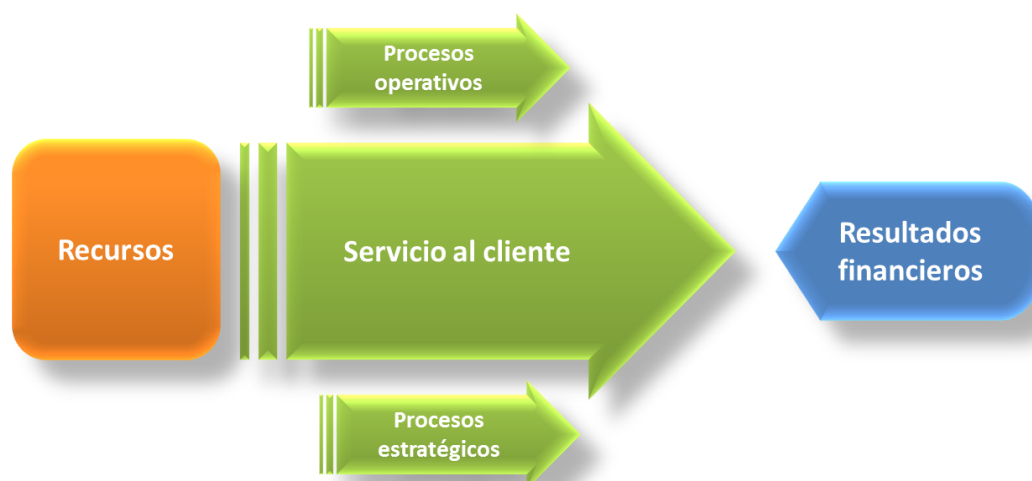 Procesos
operativos
Recursos
Servicio al cliente
Resultados
financieros
Procesos
estratégicos